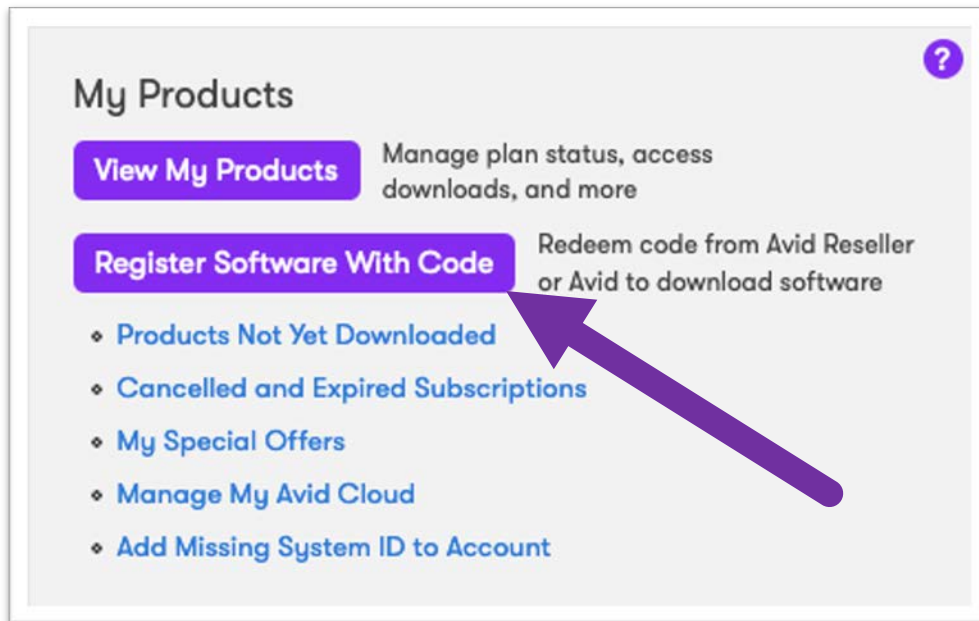 ?
My Products
View My Products
Manage plan status, access
downloads, and more
Register Software With Code
Redeem code from Avid Reseller
or Avid to download software
Products Not Yet Downloaded
Cancelled and Expired Subscriptions
My Special Offers
Manage My Avid Cloud
Add Missing System ID to Account